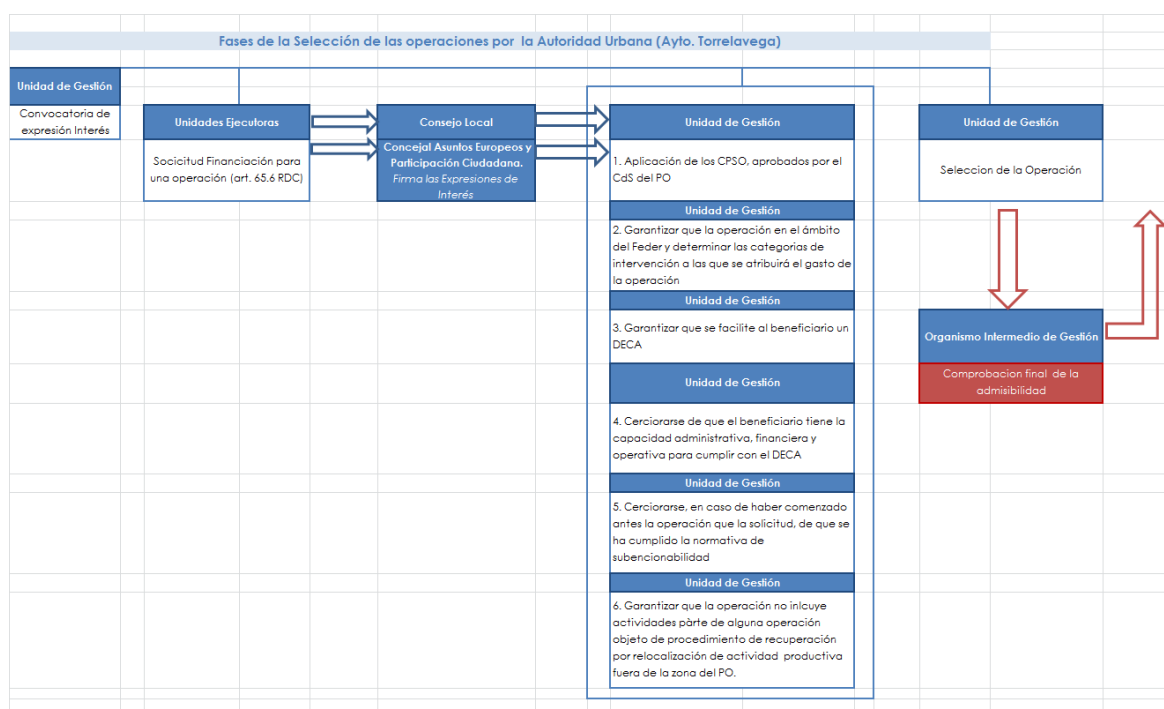 Fases de la Selección de las operaciones por la Autoridad Urbana (Ayto. Torrelavega)
Unidad de Gestión
Convocatoria de
expresión Interés
Unidades Ejecutoras
Socicitud Financiación para
una operación (art. 65.6 RDC)
Consejo Local
Concejal Asuntos Europeos y
Participación Ciudadana.
Firma las Expresiones de
Interés
Unidad de Gestión
1. Aplicación de los CPSO, aprobados por el
CdS del PO
Unidad de Gestión
2. Garantizar que la operación en el ámbito
del Feder y determinar las categorias de
intervención a las que se atribuirá el gasto de
la operación
Unidad de Gestión
3. Garantizar que se facilite al beneficiario un
DECA
Unidad de Gestión
4. Cerciorarse de que el beneficiario tiene la
capacidad administrativa, financiera y
operativa para cumplir con el DECA
Unidad de Gestión
5. Cerciorarse, en caso de haber comenzado
antes la operación que la solicitud, de que se
ha cumplido la normativa de
subencionabilidad
Unidad de Gestión
6. Garantizar que la operación no inlcuye
actividades pàrte de alguna operación
objeto de procedimiento de recuperación
por relocalización de actividad productiva
fuera de la zona del PO.
Unidad de Gestión
Seleccion de la Operación
Organismo Intermedio de Gestión
Comprobacion final de la
admisibilidad